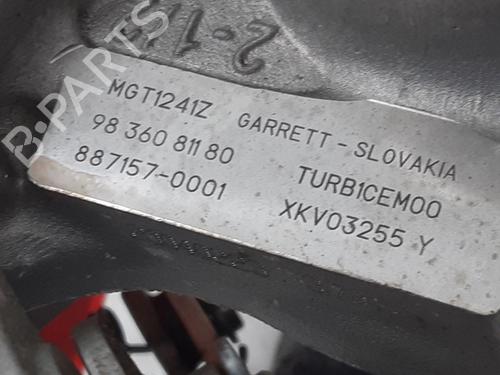 MGT1241Z GARRETT - SLOVAKIA
98 360 811 80 TURB1CEM00
887157-0001 XKV03255 Y
B-PARTS